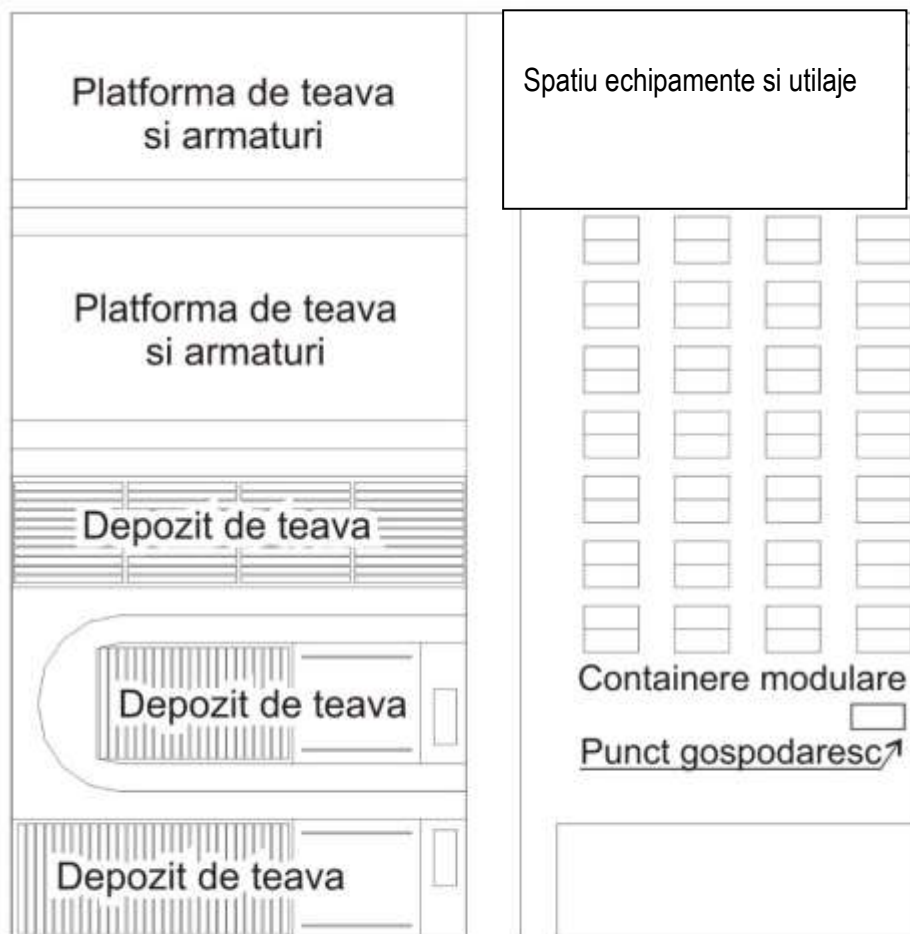 Platforma de teava
si armaturi
Spatiu echipamente si utilaje
Platforma de teava
si armaturi
Depozit de teava
Depozit de teava
Containere modulare
Punct gospodaresc
Depozit de teava